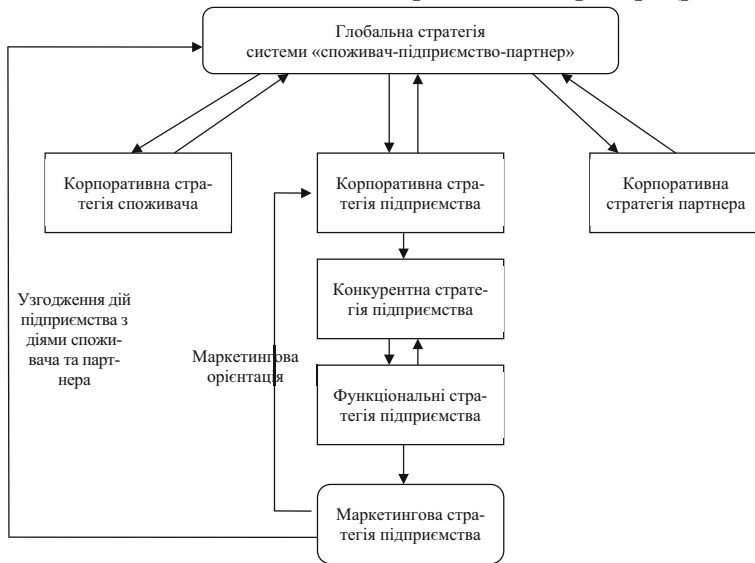 Глобальна стратегія
системи «споживач-підприємство-партнер»
Корпоративна стра-
тегія споживача
Корпоративна стра-
тегія підприємства
Корпоративна
стратегія партнера
Конкурентна страте-
гія підприємства
Узгодження дій
підприємства з
діями спожи-
вача та парт-
нера
Маркетингова
орієнтація
Функціональні стра-
тегія підприємства
Маркетингова стра-
тегія підприємства